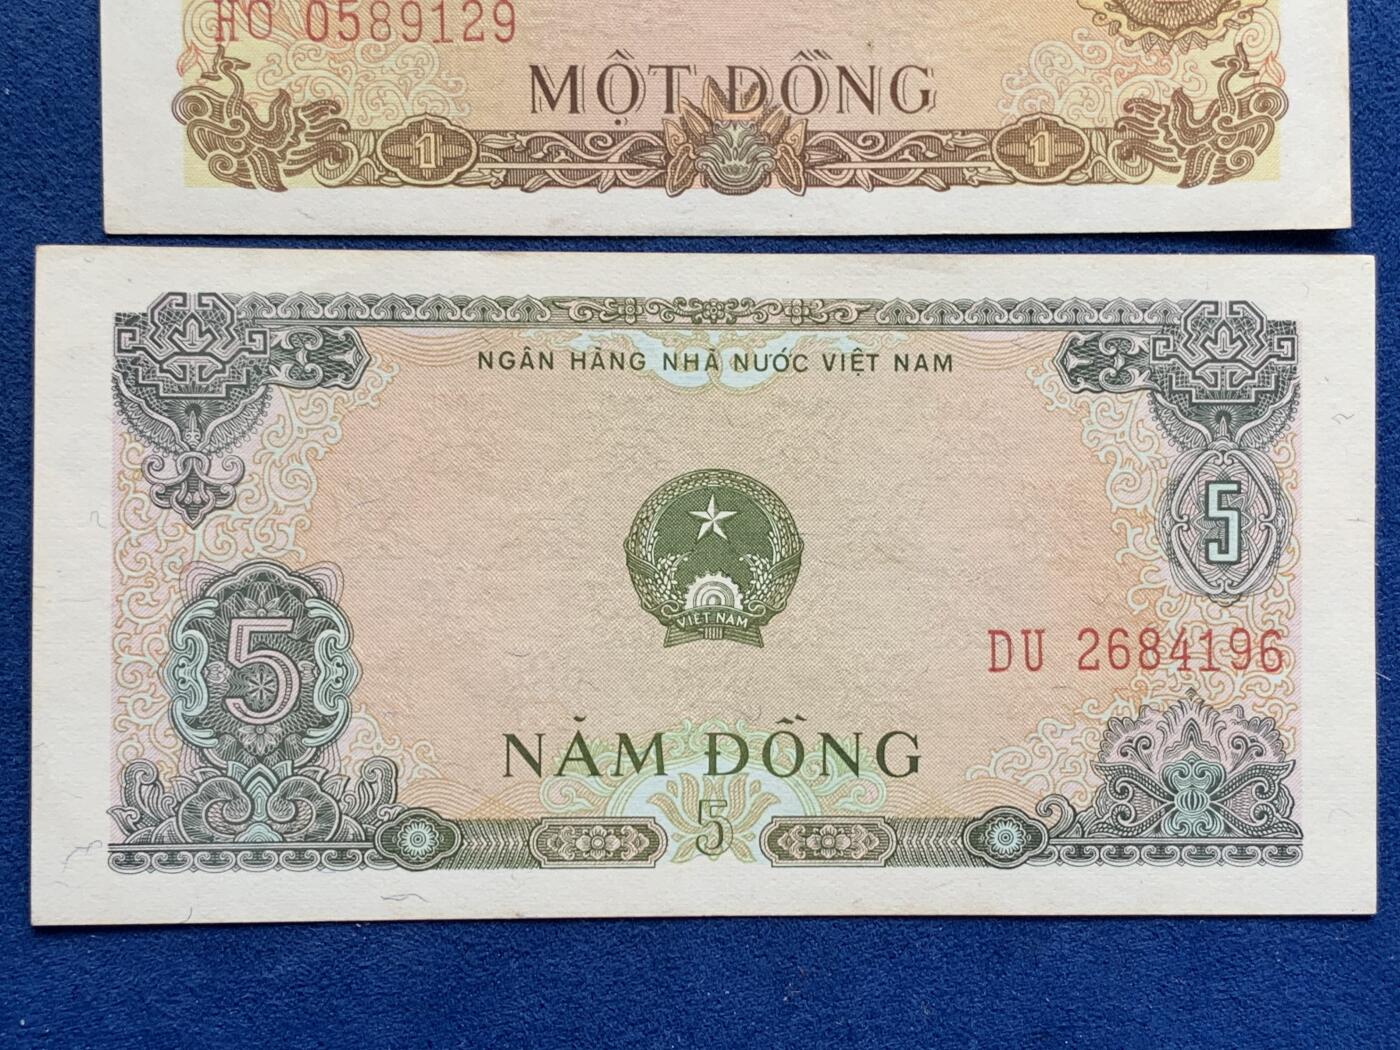 HO 0589129
MỘT ĐỒNG
1 1
NGÂN HÀNG NHÀ NƯỚC VIỆT NAM
5
VIỆT NAM
DU 2684196
5
NĂM ĐỒNG
5